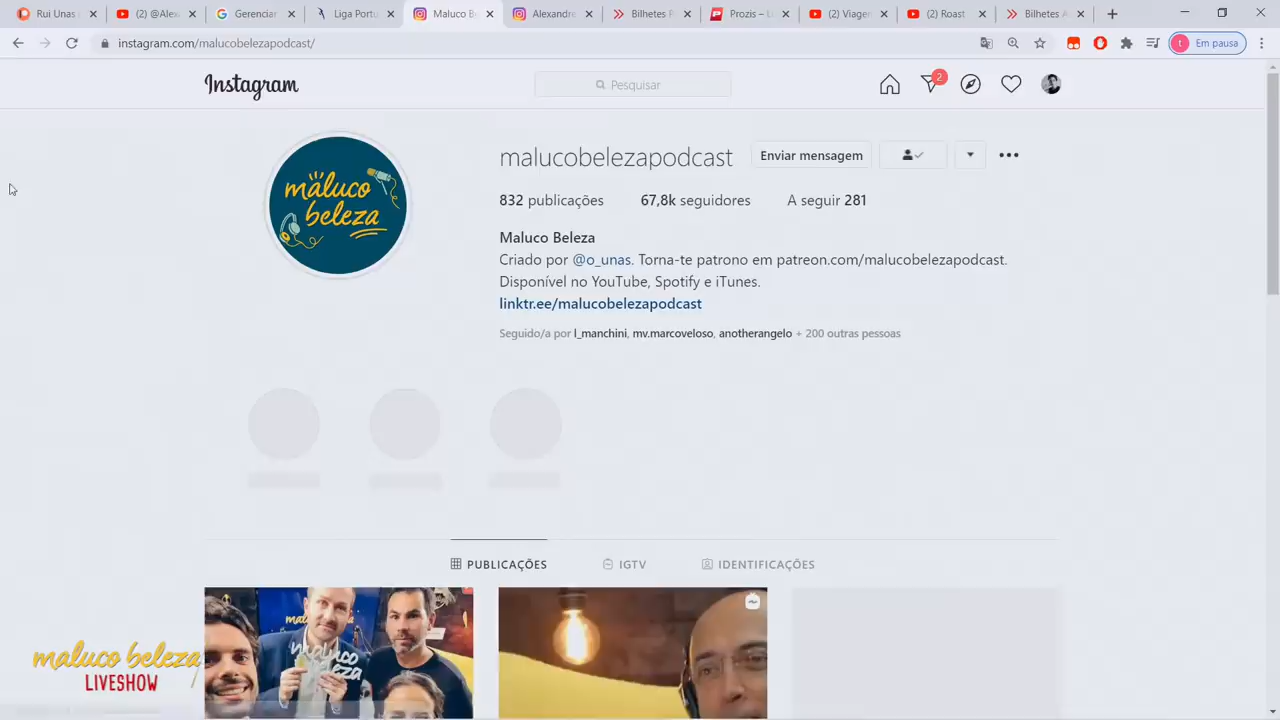 Rui Unas
(2) @Alex
Gerenciar
Liga Portu
Maluco B
Alexandre
Bilhetes P
Prozis – L
(2) Viagem
(2) Roast
Bilhetes A
instagram.com/malucobelezapodcast/
Em pausa
Instagram
Pesquisar
2
maluco
beleza
malucobelezapodcast
Enviar mensagem
832 publicações
67,8k seguidores
A seguir 281
Maluco Beleza
Criado por @o_unas. Torna-te patrono em patreon.com/malucobelezapodcast.
Disponível no YouTube, Spotify e iTunes.
linktr.ee/malucobelezapodcast
Seguido/a por l_manchini, mv.marcoveloso, anotherangelo + 200 outras pessoas
PUBLICAÇÕES
IGTV
IDENTIFICAÇÕES
maluco beleza
LIVESHOW